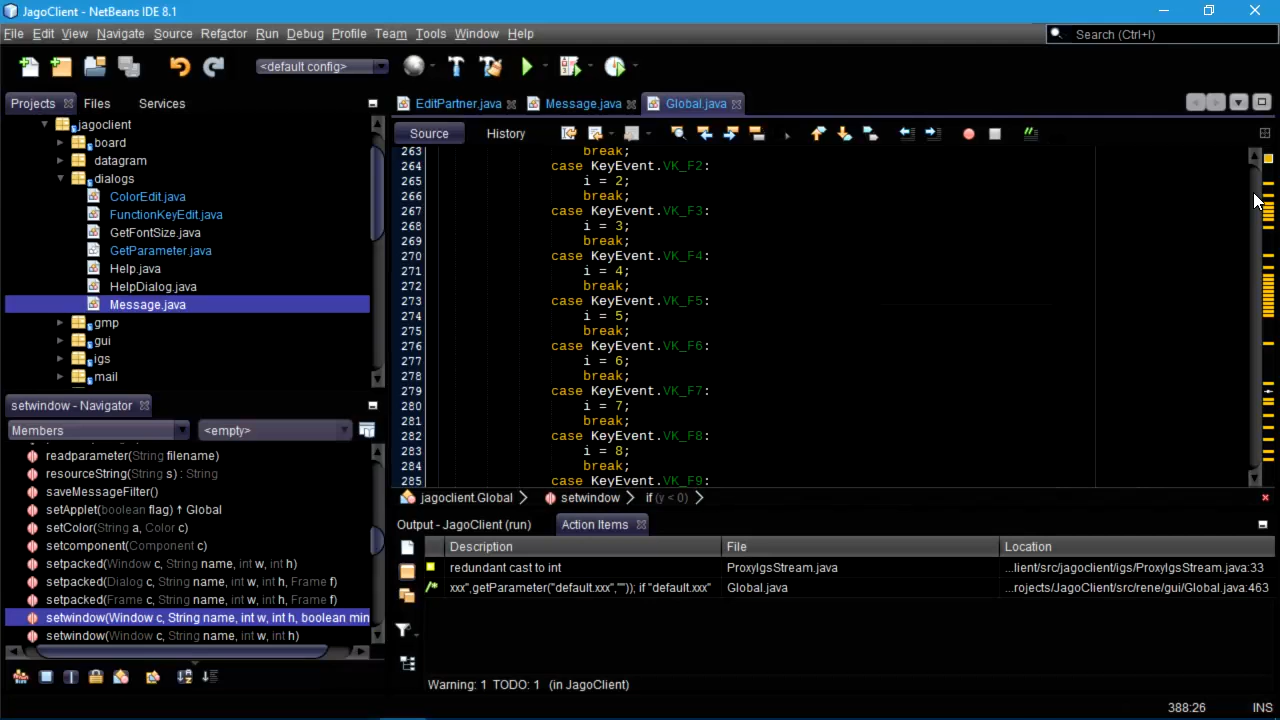 JagoClient - NetBeans IDE 8.1
File Edit View Navigate Source Refactor Run Debug Profile Team Tools Window Help
Search (Ctrl+I)
<default config>
Projects Files Services
EditPartner.java Message.java Global.java
Source History
jagoclient
board
datagram
dialogs
ColorEdit.java
FunctionKeyEdit.java
GetFontSize.java
GetParameter.java
Help.java
HelpDialog.java
Message.java
gmp
gui
igs
mail
263 break;
264 case KeyEvent.VK_F2:
265 i = 2;
266 break;
267 case KeyEvent.VK_F3:
268 i = 3;
269 break;
270 case KeyEvent.VK_F4:
271 i = 4;
272 break;
273 case KeyEvent.VK_F5:
274 i = 5;
275 break;
276 case KeyEvent.VK_F6:
277 i = 6;
278 break;
279 case KeyEvent.VK_F7:
280 i = 7;
281 break;
282 case KeyEvent.VK_F8:
283 i = 8;
284 break;
285 case KeyEvent.VK_F9:
jagoclient.Global setwindow if (y < 0)
setwindow - Navigator
Members <empty>
readparameter(String filename)
resourceString(String s) : String
saveMessageFilter()
setApplet(boolean flag) ↑ Global
setColor(String a, Color c)
setcomponent(Component c)
setpacked(Window c, String name, int w, int h)
setpacked(Dialog c, String name, int w, int h, Frame f)
setpacked(Frame c, String name, int w, int h, Frame f)
setwindow(Window c, String name, int w, int h, boolean min
setwindow(Window c, String name, int w, int h)
Output - JagoClient (run) Action Items
Description File Location
redundant cast to int ProxyIgsStream.java ...lient/src/jagoclient/igs/ProxyIgsStream.java:33
xxx",getParameter("default.xxx","")); if "default.xxx" Global.java ...rojects/JagoClient/src/rene/gui/Global.java:463
Warning: 1 TODO: 1 (in JagoClient)
388:26 INS